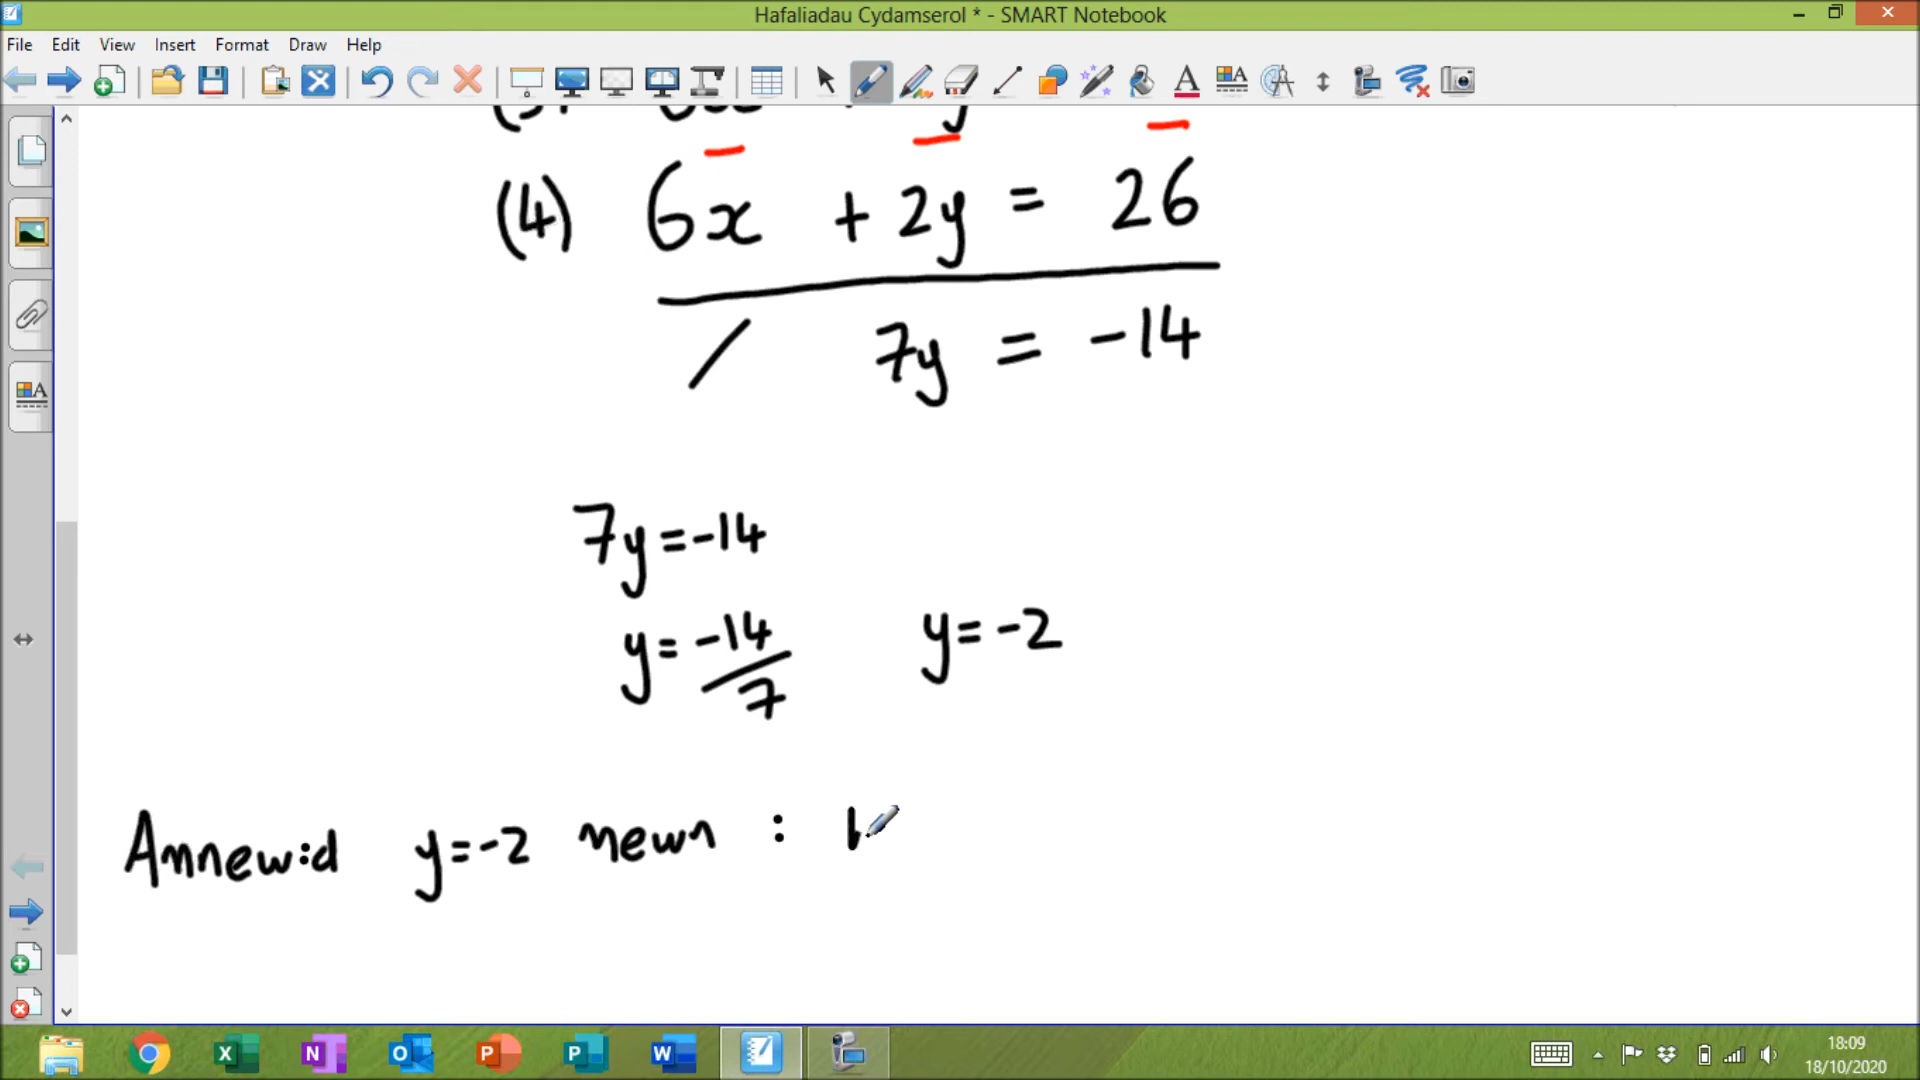 Hafaliadau Cydamserol * - SMART Notebook
File Edit View Insert Format Draw Help
(4) 6x + 2y = 26
/ 7y = -14
7y = -14
y = -14/7 y = -2
Amnewid y = -2 mewn :
18:09
18/10/2020